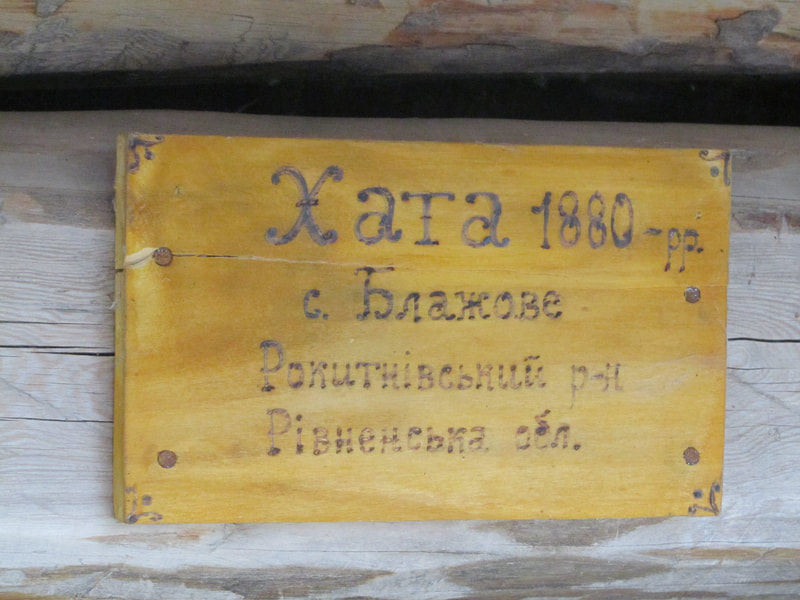 Хата 1880-рр.
с. Блажове
Рокитнівський р-н
Рівненська обл.